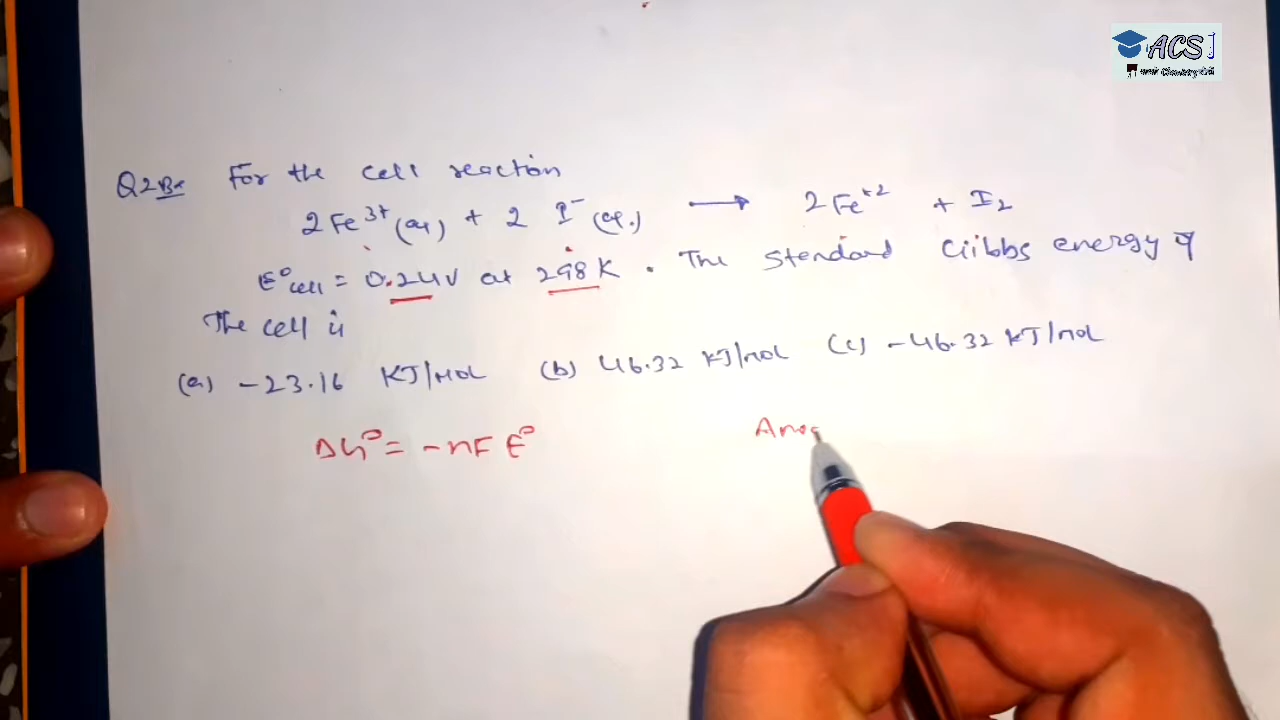 ACS
Q28:- For the cell reaction
2Fe³⁺(aq) + 2 I⁻(aq.) ⟶ 2Fe⁺² + I₂
E°cell = 0.24V at 298 K . The Standard Gibbs energy of
The cell is
(a) -23.16 KJ/MOL (b) 46.32 KJ/mol (c) -46.32 KJ/mol
ΔG° = -nF E° Ano